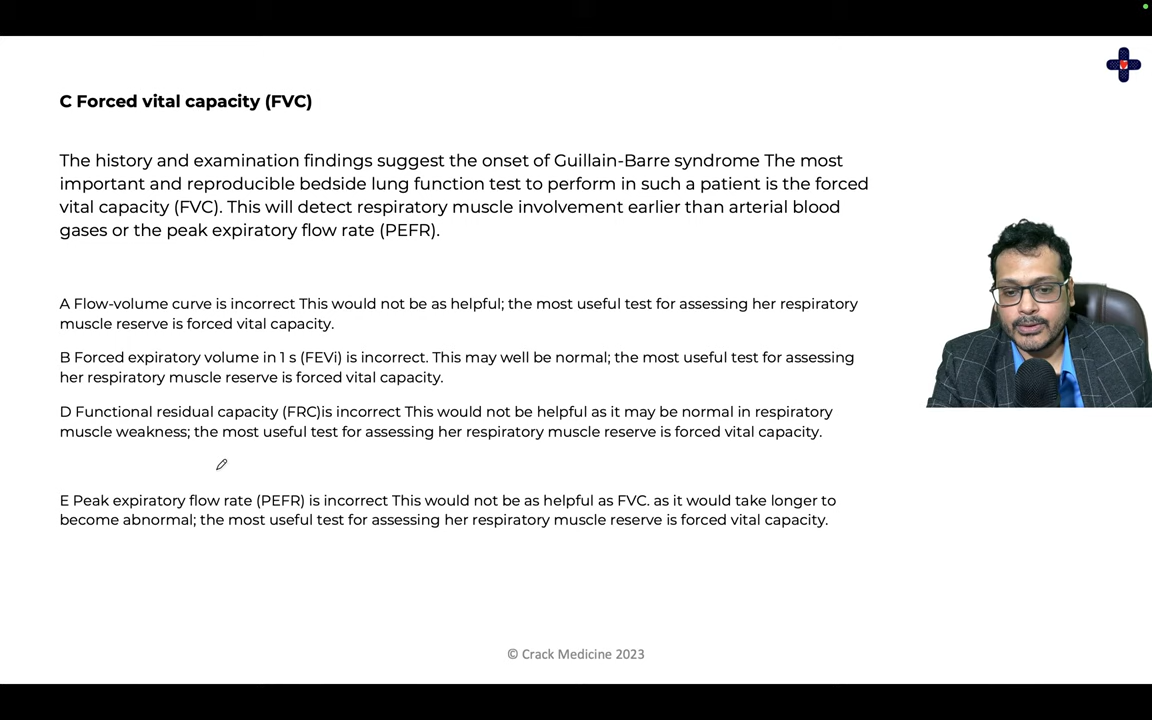 C Forced vital capacity (FVC)
The history and examination findings suggest the onset of Guillain-Barre syndrome The most
important and reproducible bedside lung function test to perform in such a patient is the forced
vital capacity (FVC). This will detect respiratory muscle involvement earlier than arterial blood
gases or the peak expiratory flow rate (PEFR).
A Flow-volume curve is incorrect This would not be as helpful; the most useful test for assessing her respiratory
muscle reserve is forced vital capacity.
B Forced expiratory volume in 1 s (FEVi) is incorrect. This may well be normal; the most useful test for assessing
her respiratory muscle reserve is forced vital capacity.
D Functional residual capacity (FRC)is incorrect This would not be helpful as it may be normal in respiratory
muscle weakness; the most useful test for assessing her respiratory muscle reserve is forced vital capacity.
E Peak expiratory flow rate (PEFR) is incorrect This would not be as helpful as FVC. as it would take longer to
become abnormal; the most useful test for assessing her respiratory muscle reserve is forced vital capacity.
© Crack Medicine 2023